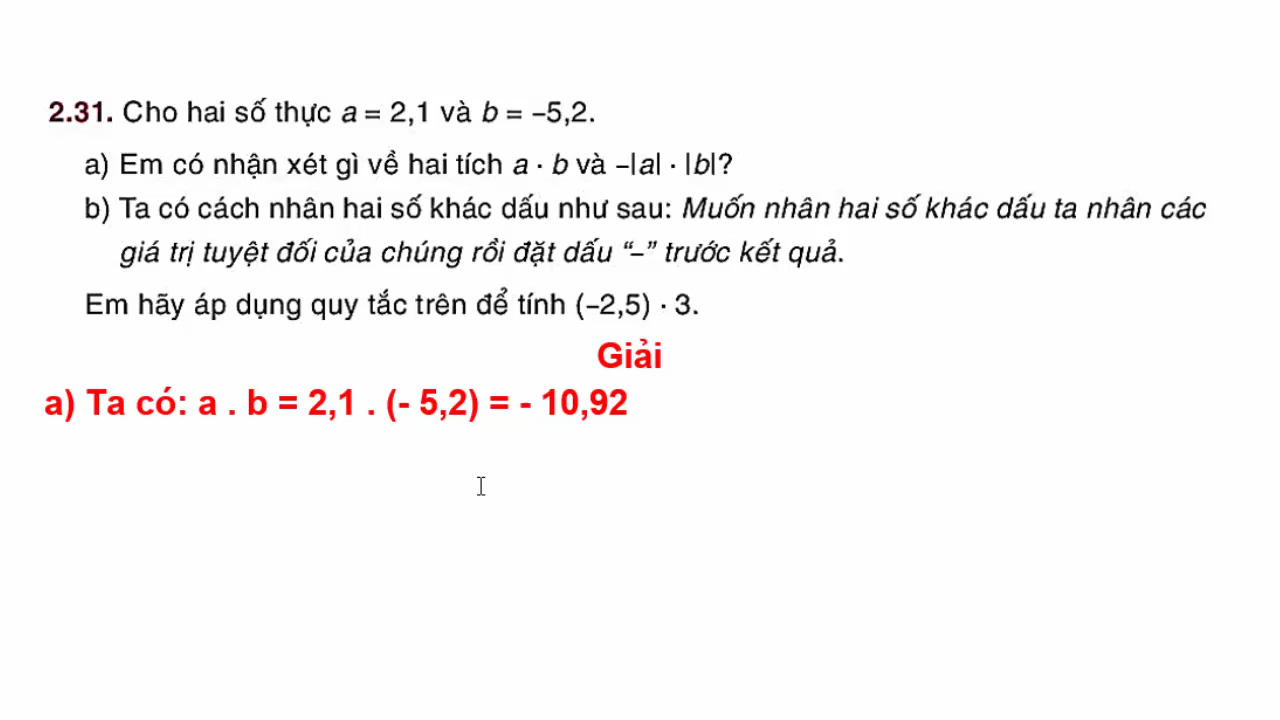 2.31. Cho hai số thực a = 2,1 và b = –5,2.
a) Em có nhận xét gì về hai tích a · b và –|a| · |b|?
b) Ta có cách nhân hai số khác dấu như sau: Muốn nhân hai số khác dấu ta nhân các
giá trị tuyệt đối của chúng rồi đặt dấu “–” trước kết quả.
Em hãy áp dụng quy tắc trên để tính (–2,5) · 3.
Giải
a) Ta có: a . b = 2,1 . (- 5,2) = - 10,92